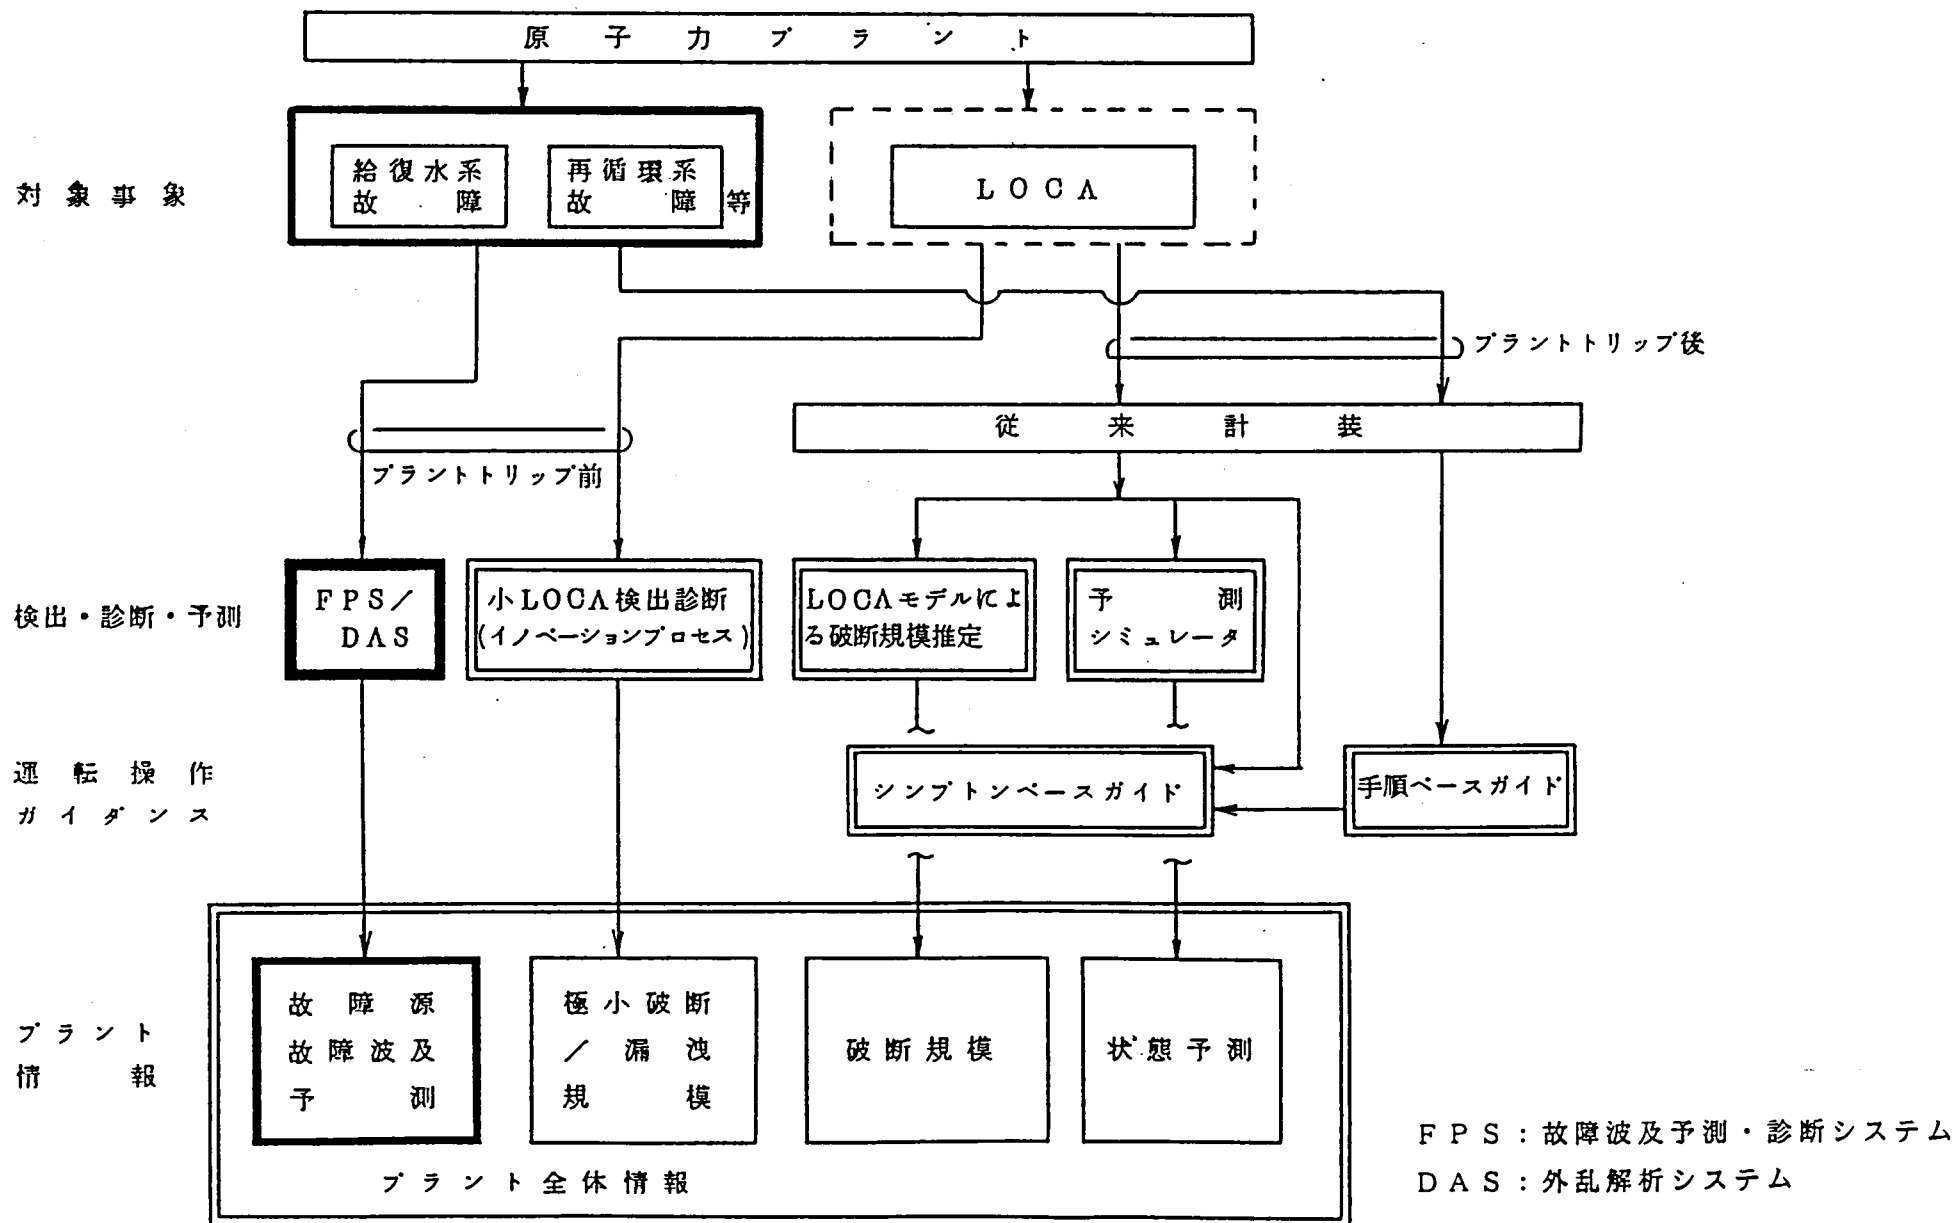 原子力プラント
対象事象
給復水系
故障
再循環系
故障
等
LOCA
プラントトリップ後
従来計装
プラントトリップ前
検出・診断・予測
FPS/
DAS
小LOCA検出診断
(イノベーションプロセス)
LOCAモデルによ
る破断規模推定
予測
シミュレータ
運転操作
ガイダンス
シンプトンベースガイド
手順ベースガイド
プラント
情報
故障源
故障波及
予測
極小破断
/漏洩
規模
破断規模
状態予測
プラント全体情報
FPS:故障波及予測・診断システム
DAS:外乱解析システム